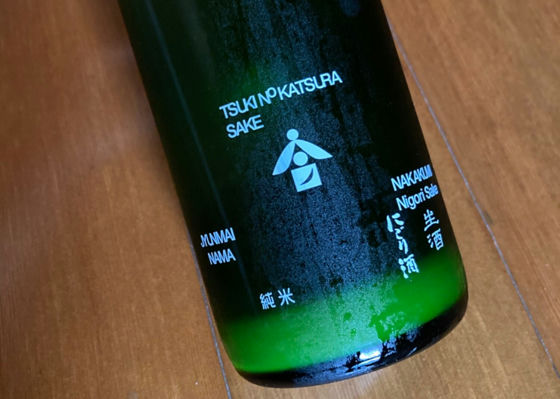 TSUKI NO KATSURA
SAKE
NAKAKUMI
Nigori Sake
生酒
にごり酒
JYUNMAI
NAMA
純米